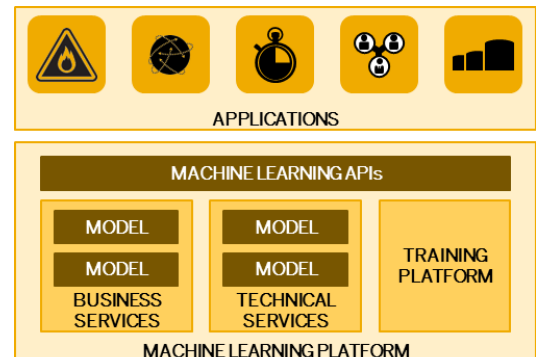 APPLICATIONS
MACHINE LEARNING APIs
MODEL
MODEL
BUSINESS
SERVICES
MODEL
MODEL
TECHNICAL
SERVICES
TRAINING
PLATFORM
MACHINE LEARNING PLATFORM